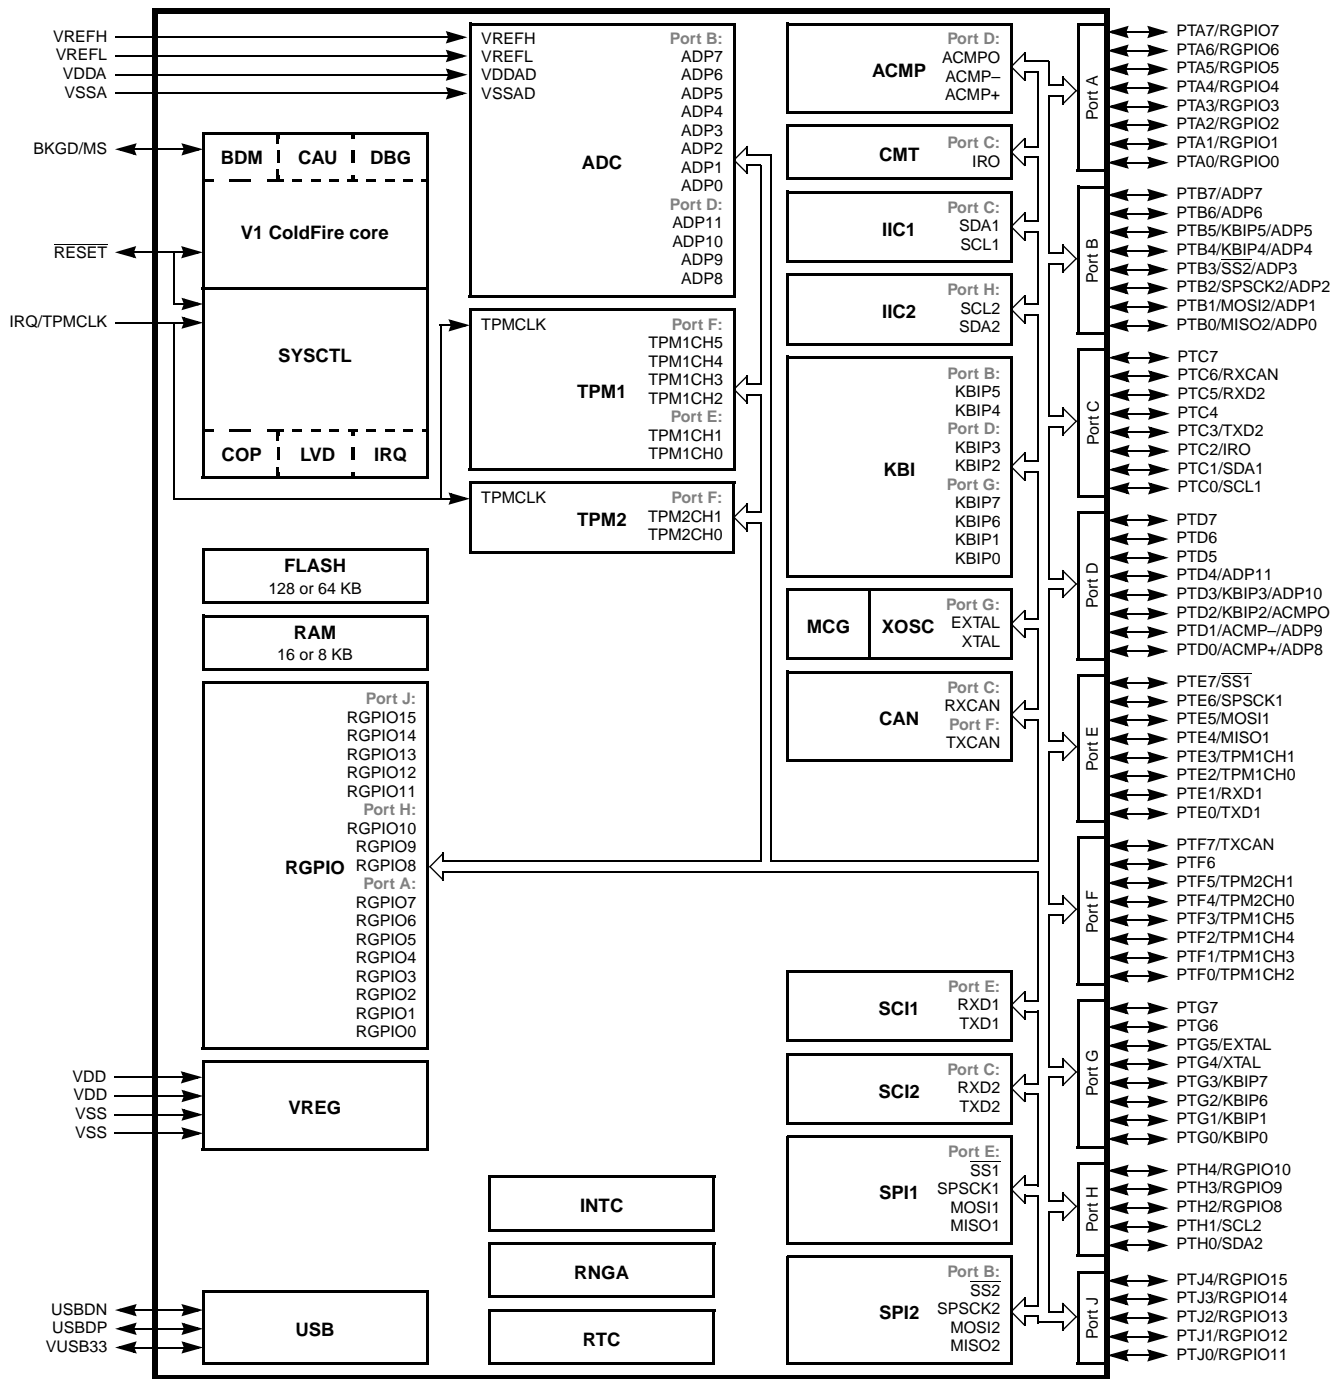 VREFH
VREFL
VDDA
VSSA
BKGD/MS
RESET
IRQ/TPMCLK
VDD
VDD
VSS
VSS
USBDN
USBDP
VUSB33
BDM CAU DBG
V1 ColdFire core
SYSCTL
COP LVD IRQ
FLASH
128 or 64 KB
RAM
16 or 8 KB
RGPIO
Port J:
RGPIO15
RGPIO14
RGPIO13
RGPIO12
RGPIO11
Port H:
RGPIO10
RGPIO9
RGPIO8
Port A:
RGPIO7
RGPIO6
RGPIO5
RGPIO4
RGPIO3
RGPIO2
RGPIO1
RGPIO0
VREG
USB
VREFH
VREFL
VDDAD
VSSAD
ADC
Port B:
ADP7
ADP6
ADP5
ADP4
ADP3
ADP2
ADP1
ADP0
Port D:
ADP11
ADP10
ADP9
ADP8
TPMCLK
TPM1
Port F:
TPM1CH5
TPM1CH4
TPM1CH3
TPM1CH2
Port E:
TPM1CH1
TPM1CH0
TPMCLK
TPM2
Port F:
TPM2CH1
TPM2CH0
INTC
RNGA
RTC
ACMP
Port D:
ACMPO
ACMP–
ACMP+
CMT
Port C:
IRO
IIC1
Port C:
SDA1
SCL1
IIC2
Port H:
SCL2
SDA2
KBI
Port B:
KBIP5
KBIP4
Port D:
KBIP3
KBIP2
Port G:
KBIP7
KBIP6
KBIP1
KBIP0
MCG XOSC
Port G:
EXTAL
XTAL
CAN
Port C:
RXCAN
Port F:
TXCAN
SCI1
Port E:
RXD1
TXD1
SCI2
Port C:
RXD2
TXD2
SPI1
Port E:
SS1
SPSCK1
MOSI1
MISO1
SPI2
Port B:
SS2
SPSCK2
MOSI2
MISO2
Port A
PTA7/RGPIO7
PTA6/RGPIO6
PTA5/RGPIO5
PTA4/RGPIO4
PTA3/RGPIO3
PTA2/RGPIO2
PTA1/RGPIO1
PTA0/RGPIO0
Port B
PTB7/ADP7
PTB6/ADP6
PTB5/KBIP5/ADP5
PTB4/KBIP4/ADP4
PTB3/SS2/ADP3
PTB2/SPSCK2/ADP2
PTB1/MOSI2/ADP1
PTB0/MISO2/ADP0
Port C
PTC7
PTC6/RXCAN
PTC5/RXD2
PTC4
PTC3/TXD2
PTC2/IRO
PTC1/SDA1
PTC0/SCL1
Port D
PTD7
PTD6
PTD5
PTD4/ADP11
PTD3/KBIP3/ADP10
PTD2/KBIP2/ACMPO
PTD1/ACMP–/ADP9
PTD0/ACMP+/ADP8
Port E
PTE7/SS1
PTE6/SPSCK1
PTE5/MOSI1
PTE4/MISO1
PTE3/TPM1CH1
PTE2/TPM1CH0
PTE1/RXD1
PTE0/TXD1
Port F
PTF7/TXCAN
PTF6
PTF5/TPM2CH1
PTF4/TPM2CH0
PTF3/TPM1CH5
PTF2/TPM1CH4
PTF1/TPM1CH3
PTF0/TPM1CH2
Port G
PTG7
PTG6
PTG5/EXTAL
PTG4/XTAL
PTG3/KBIP7
PTG2/KBIP6
PTG1/KBIP1
PTG0/KBIP0
Port H
PTH4/RGPIO10
PTH3/RGPIO9
PTH2/RGPIO8
PTH1/SCL2
PTH0/SDA2
Port J
PTJ4/RGPIO15
PTJ3/RGPIO14
PTJ2/RGPIO13
PTJ1/RGPIO12
PTJ0/RGPIO11